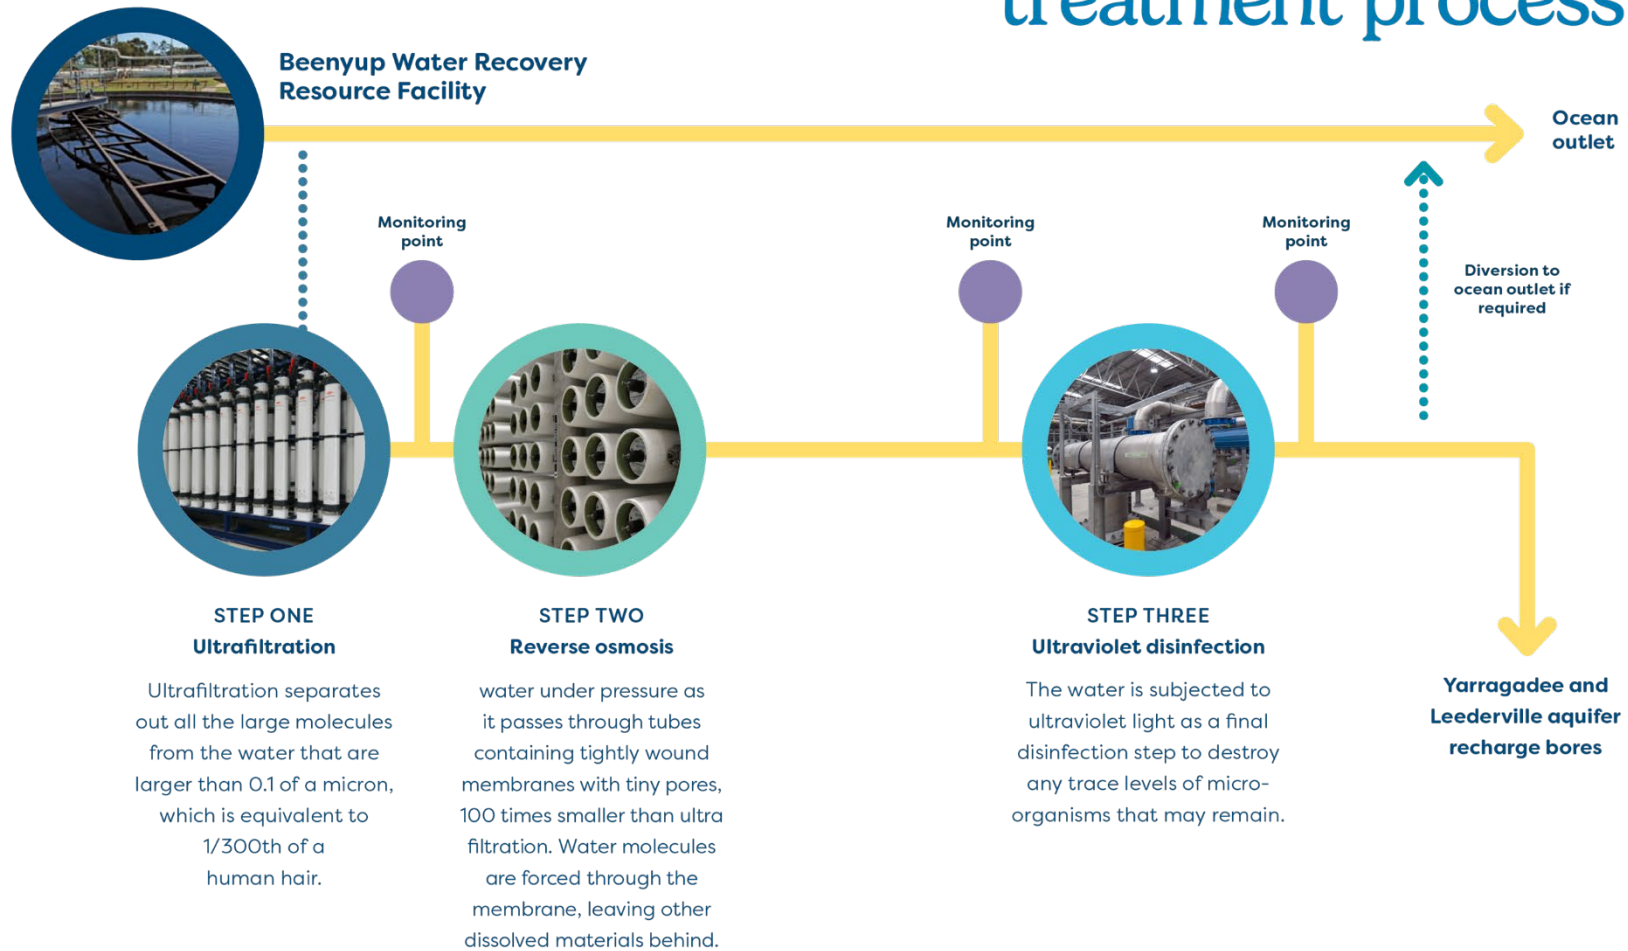 treatment process
Beenyup Water Recovery
Resource Facility
Ocean
outlet
Monitoring
point
Monitoring
point
Monitoring
point
Diversion to
ocean outlet if
required
STEP ONE
Ultrafiltration
Ultrafiltration separates
out all the large molecules
from the water that are
larger than 0.1 of a micron,
which is equivalent to
1/300th of a
human hair.
STEP TWO
Reverse osmosis
water under pressure as
it passes through tubes
containing tightly wound
membranes with tiny pores,
100 times smaller than ultra
filtration. Water molecules
are forced through the
membrane, leaving other
dissolved materials behind.
STEP THREE
Ultraviolet disinfection
The water is subjected to
ultraviolet light as a final
disinfection step to destroy
any trace levels of micro-
organisms that may remain.
Yarragadee and
Leederville aquifer
recharge bores